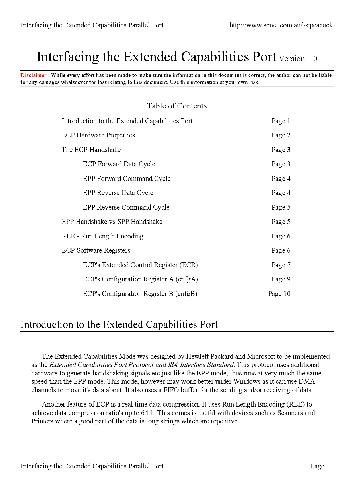 Interfacing the Extended Capabilities Parallel Port
Interfacing the Extended Capabilities Port Version 1.0
Disclaimer : While every effort has been made to make sure the information in this document is correct, the author can not be liable
for any damages whatsoever for loss relating to this document. Use this information at your own risk.
Table of Contents
Introduction to the Extended Capabilities Port Page 1
ECP Hardware Properties Page 2
The ECP Handshake Page 3
ECP Forward Data Cycle Page 3
ECP Forward Command Cycle Page 4
ECP Reverse Data Cycle Page 4
ECP Reverse Command Cycle Page 5
ECP Handshake vs SPP Handshake Page 5
RLE - Run Length Encoding Page 6
ECP Software Registers Page 6
ECP's Extended Control Register (ECR) Page 7
ECP's Configuration Register A (cnfgA) Page 9
ECP's Configuration Register B (cnfgB) Page 10
Introduction to the Extended Capabilities Port
The Extended Capabilities Mode was designed by Hewlett Packard and Microsoft to be implemented
as the Extended Capabilities Port Protocol and ISA Interface Standard. This protocol uses additional
hardware to generate handshaking signals etc just like the EPP mode, thus runs at very much the same
speed than the EPP mode. This mode, however may work better under Windows as it can use DMA
channels to move it's data about. It also uses a FIFO buffer for the sending and/or receiving of data.
Another feature of ECP is a real time data compression. It uses Run Length Encoding (RLE) to
achieve data compression ratio's up to 64:1. This comes in useful with devices such as Scanners and
Printers where a good part of the data is long strings which are repetitive.
Interfacing the Extended Capabilities Parallel Port Page